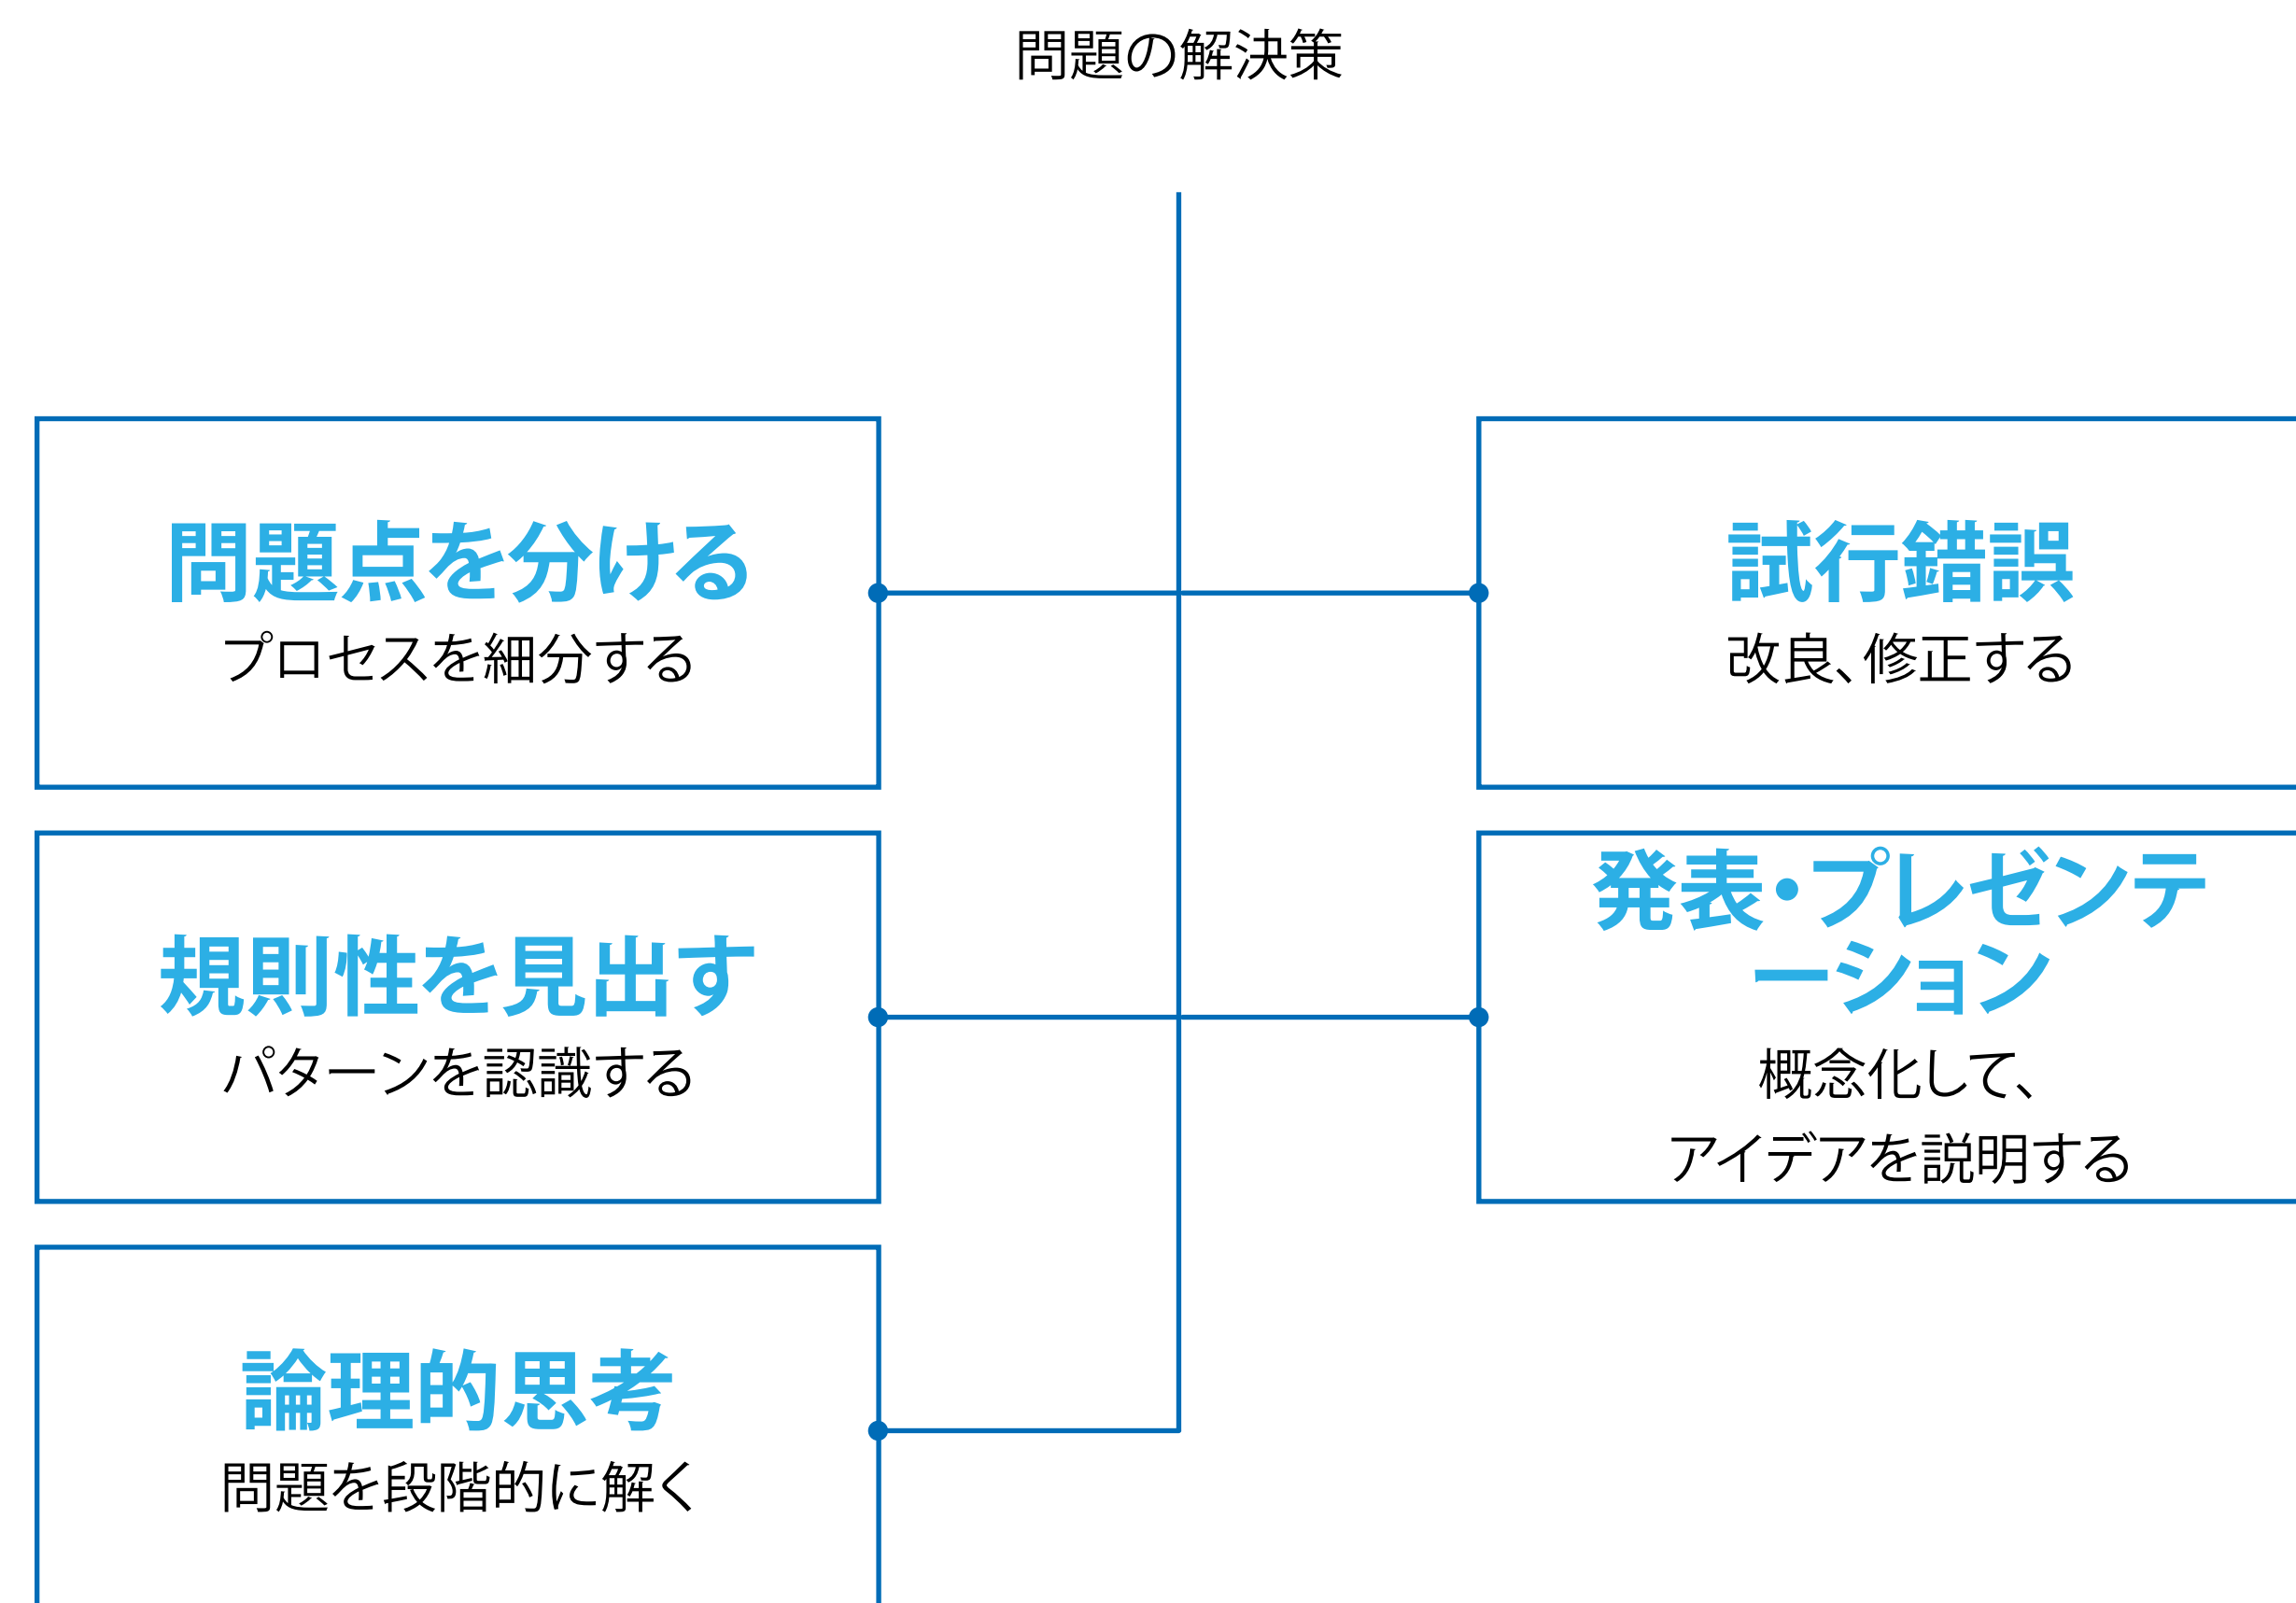 問題の解決策
問題点を分ける
プロセスを細分する
規則性を見出す
パターンを認識する
論理的思考
問題を段階的に解く
試行錯誤
改良、修正する
発表・プレゼンテ
ーション
概念化して、
アイデアを説明する